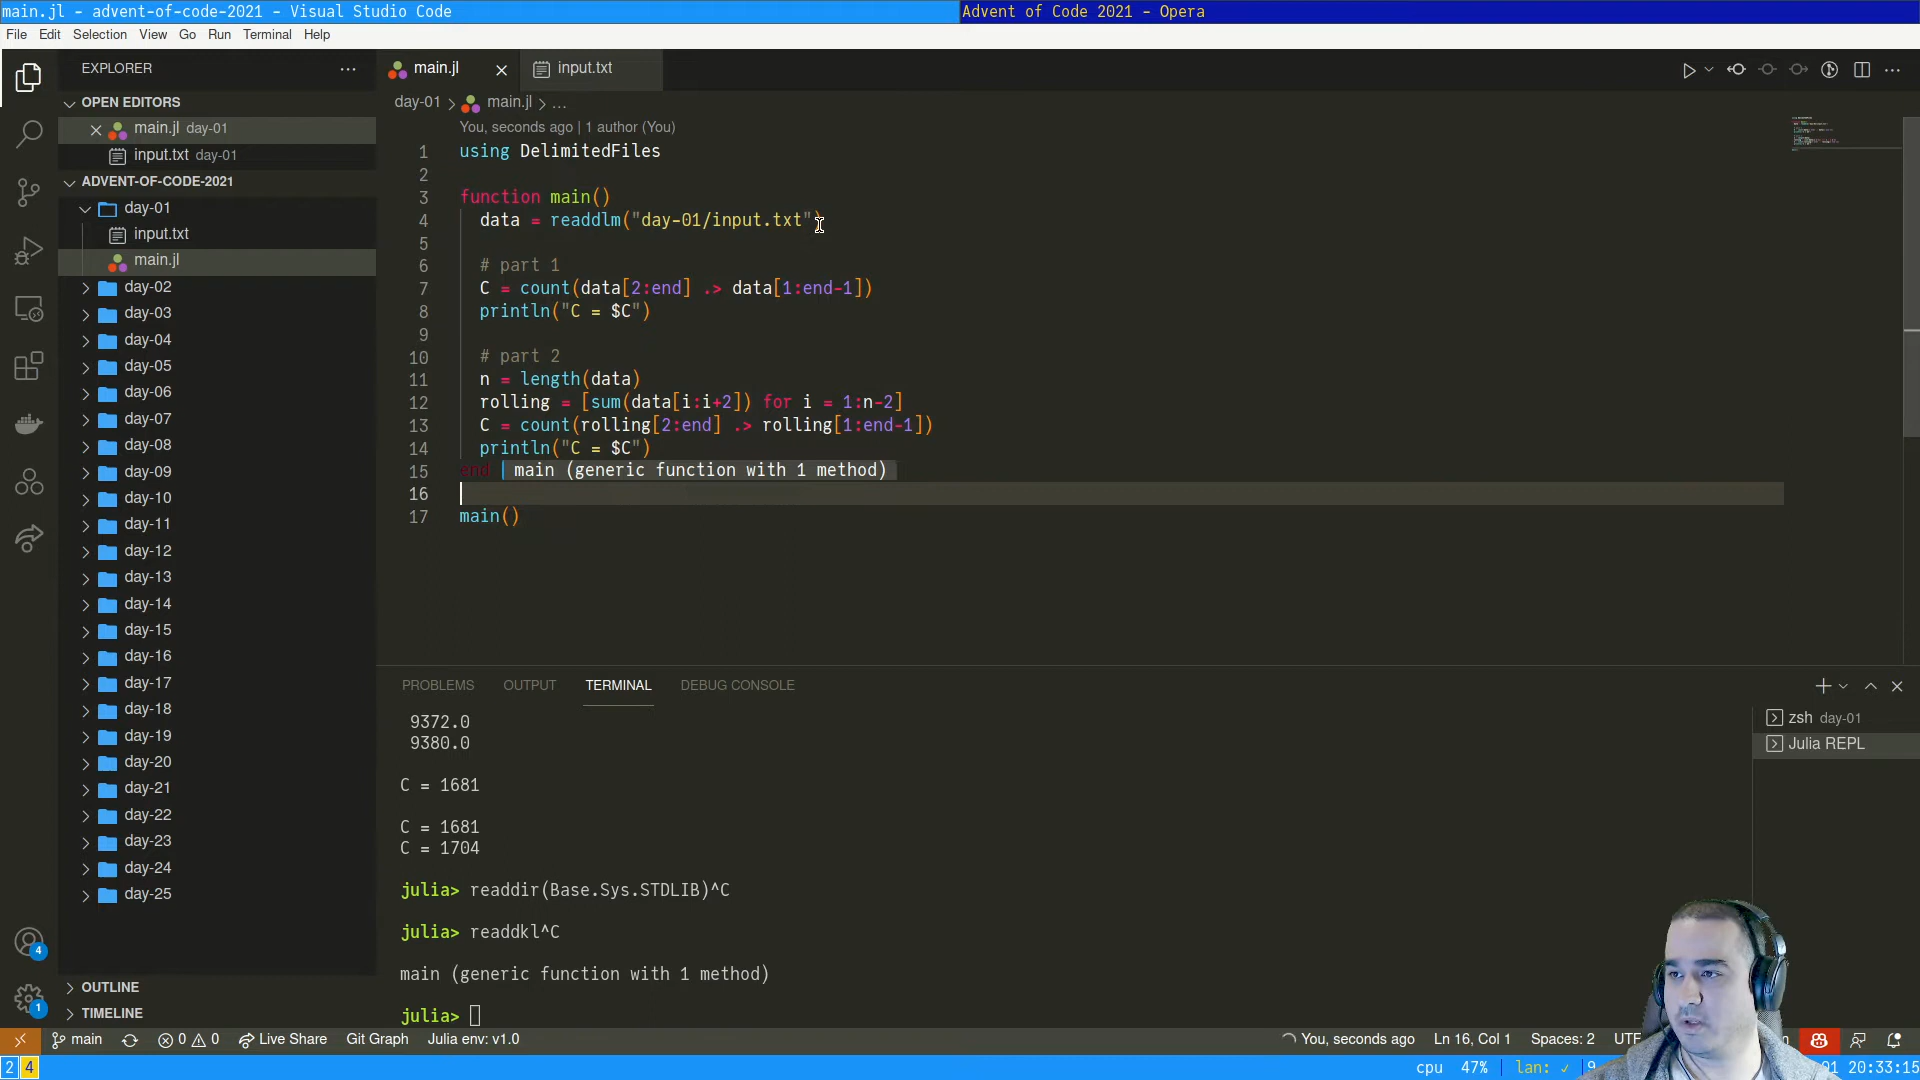 main.jl - advent-of-code-2021 - Visual Studio Code
Advent of Code 2021 - Opera
File Edit Selection View Go Run Terminal Help
EXPLORER
OPEN EDITORS
main.jl day-01
input.txt day-01
ADVENT-OF-CODE-2021
day-01
input.txt
main.jl
day-02
day-03
day-04
day-05
day-06
day-07
day-08
day-09
day-10
day-11
day-12
day-13
day-14
day-15
day-16
day-17
day-18
day-19
day-20
day-21
day-22
day-23
day-24
day-25
OUTLINE
TIMELINE
4
1
main.jl
input.txt
day-01 > main.jl > ...
You, seconds ago | 1 author (You)
1 using DelimitedFiles
2
3 function main()
4 data = readdlm("day-01/input.txt")
5
6 # part 1
7 C = count(data[2:end] .> data[1:end-1])
8 println("C = $C")
9
10 # part 2
11 n = length(data)
12 rolling = [sum(data[i:i+2]) for i = 1:n-2]
13 C = count(rolling[2:end] .> rolling[1:end-1])
14 println("C = $C")
15 end main (generic function with 1 method)
16
17 main()
PROBLEMS OUTPUT TERMINAL DEBUG CONSOLE
9372.0
9380.0
C = 1681
C = 1681
C = 1704
julia> readdir(Base.Sys.STDLIB)^C
julia> readdkl^C
main (generic function with 1 method)
julia>
zsh day-01
Julia REPL
main 0 0 Live Share Git Graph Julia env: v1.0
You, seconds ago Ln 16, Col 1 Spaces: 2 UT
2 4
cpu 47% lan: ✓ 20:33:15